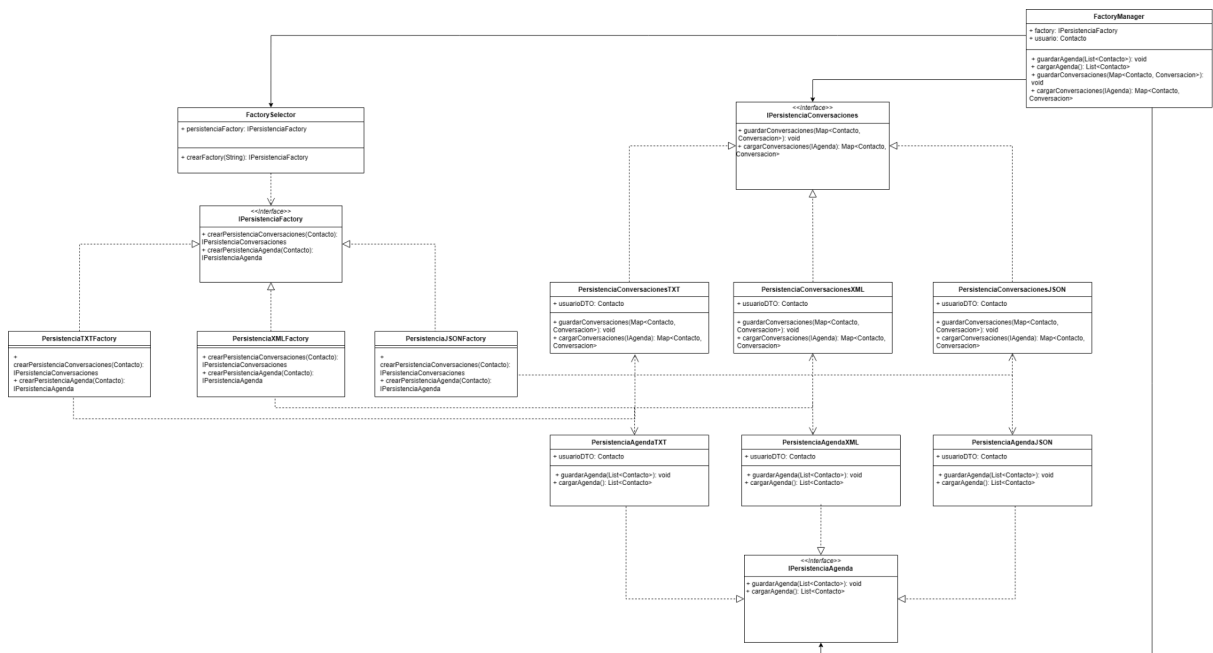 FactoryManager
+ factory: IPersistenciaFactory
+ usuario: Contacto
+ guardarAgenda(List<Contacto>): void
+ cargarAgenda(): List<Contacto>
+ guardarConversaciones(Map<Contacto, Conversacion>):
void
+ cargarConversaciones(IAgenda): Map<Contacto,
Conversacion>
FactorySelector
+ persistenciaFactory: IPersistenciaFactory
+ crearFactory(String): IPersistenciaFactory
<<Interface>>
IPersistenciaConversaciones
+ guardarConversaciones(Map<Contacto,
Conversacion>): void
+ cargarConversaciones(IAgenda): Map<Contacto,
Conversacion>
<<Interface>>
IPersistenciaFactory
+ crearPersistenciaConversaciones(Contacto):
IPersistenciaConversaciones
+ crearPersistenciaAgenda(Contacto):
IPersistenciaAgenda
PersistenciaConversacionesTXT
+ usuarioDTO: Contacto
+ guardarConversaciones(Map<Contacto,
Conversacion>): void
+ cargarConversaciones(IAgenda): Map<Contacto,
Conversacion>
PersistenciaConversacionesXML
+ usuarioDTO: Contacto
+ guardarConversaciones(Map<Contacto,
Conversacion>): void
+ cargarConversaciones(IAgenda): Map<Contacto,
Conversacion>
PersistenciaConversacionesJSON
+ usuarioDTO: Contacto
+ guardarConversaciones(Map<Contacto,
Conversacion>): void
+ cargarConversaciones(IAgenda): Map<Contacto,
Conversacion>
PersistenciaTXTFactory
+
crearPersistenciaConversaciones(Contacto):
IPersistenciaConversaciones
+ crearPersistenciaAgenda(Contacto):
IPersistenciaAgenda
PersistenciaXMLFactory
+ crearPersistenciaConversaciones(Contacto):
IPersistenciaConversaciones
+ crearPersistenciaAgenda(Contacto):
IPersistenciaAgenda
PersistenciaJSONFactory
+
crearPersistenciaConversaciones(Contacto):
IPersistenciaConversaciones
+ crearPersistenciaAgenda(Contacto):
IPersistenciaAgenda
PersistenciaAgendaTXT
+ usuarioDTO: Contacto
+ guardarAgenda(List<Contacto>): void
+ cargarAgenda(): List<Contacto>
PersistenciaAgendaXML
+ usuarioDTO: Contacto
+ guardarAgenda(List<Contacto>): void
+ cargarAgenda(): List<Contacto>
PersistenciaAgendaJSON
+ usuarioDTO: Contacto
+ guardarAgenda(List<Contacto>): void
+ cargarAgenda(): List<Contacto>
<<Interface>>
IPersistenciaAgenda
+ guardarAgenda(List<Contacto>): void
+ cargarAgenda(): List<Contacto>